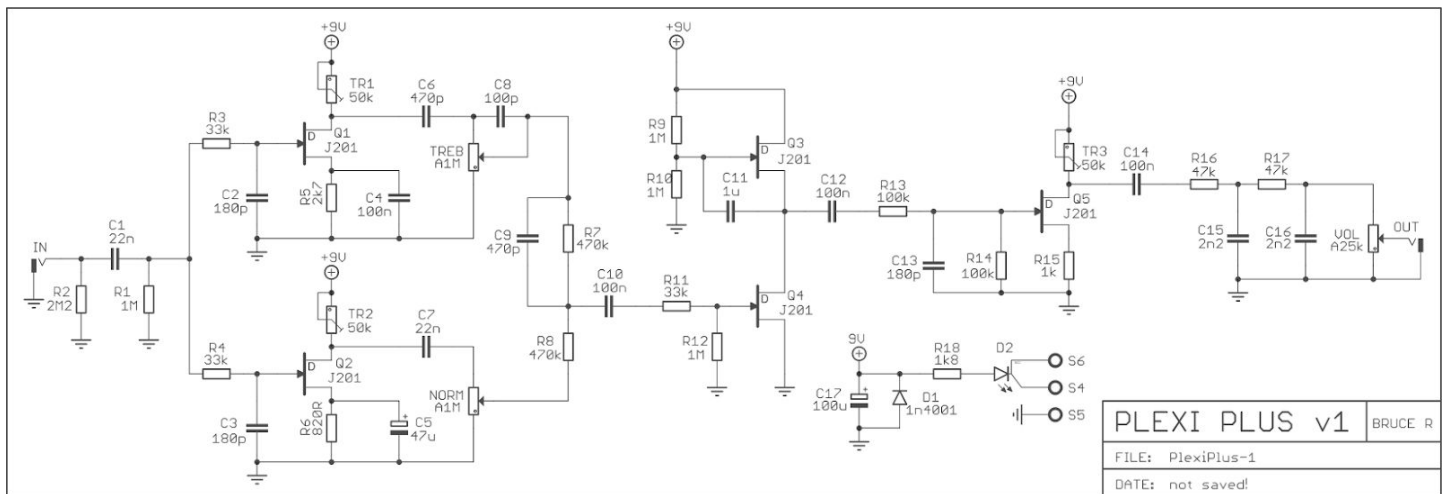 +9V
TR1
50k
C6
470p
C8
100p
R3
33k
D
Q1
J201
TREB
A1M
C2
180p
R5
2k7
C4
100n
IN
C1
22n
R2
2M2
R1
1M
R4
33k
+9V
TR2
50k
C7
22n
D
Q2
J201
NORM
A1M
C3
180p
R6
820R
+
C5
47u
C9
470p
R7
470k
R8
470k
C10
100n
R11
33k
R12
1M
D
Q4
J201
+9V
R9
1M
R10
1M
D
Q3
J201
C11
1u
C12
100n
R13
100k
C13
180p
R14
100k
+9V
TR3
50k
D
Q5
J201
R15
1k
C14
100n
R16
47k
R17
47k
C15
2n2
C16
2n2
VOL
A25k
OUT
9V
+
C17
100u
D1
1n4001
R18
1k8
D2
S6
S4
S5
PLEXI PLUS v1
BRUCE R
FILE: PlexiPlus-1
DATE: not saved!